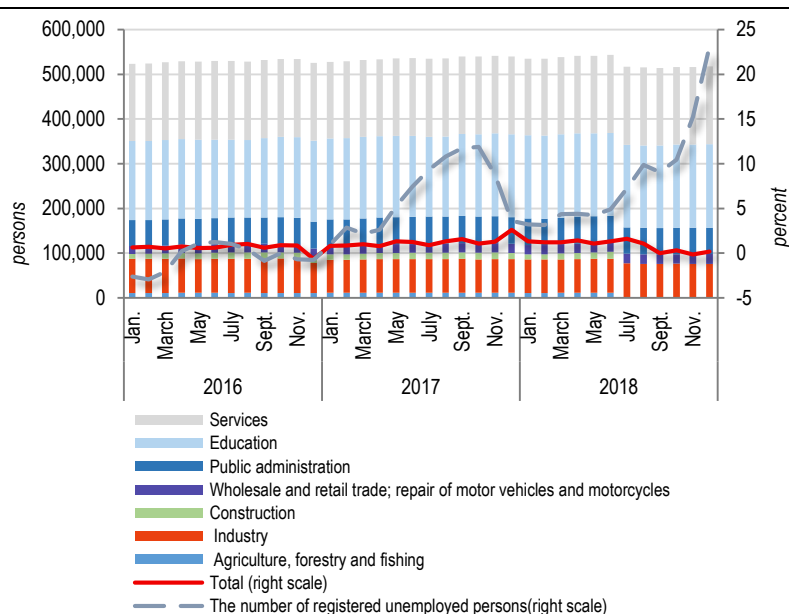 600,000
500,000
400,000
300,000
200,000
100,000
0
persons
25
20
15
10
5
0
-5
percent
Jan. March May July Sept. Nov. Jan. March May July Sept. Nov. Jan. March May July Sept. Nov.
2016 2017 2018
Services
Education
Public administration
Wholesale and retail trade; repair of motor vehicles and motorcycles
Construction
Industry
Agriculture, forestry and fishing
Total (right scale)
The number of registered unemployed persons(right scale)